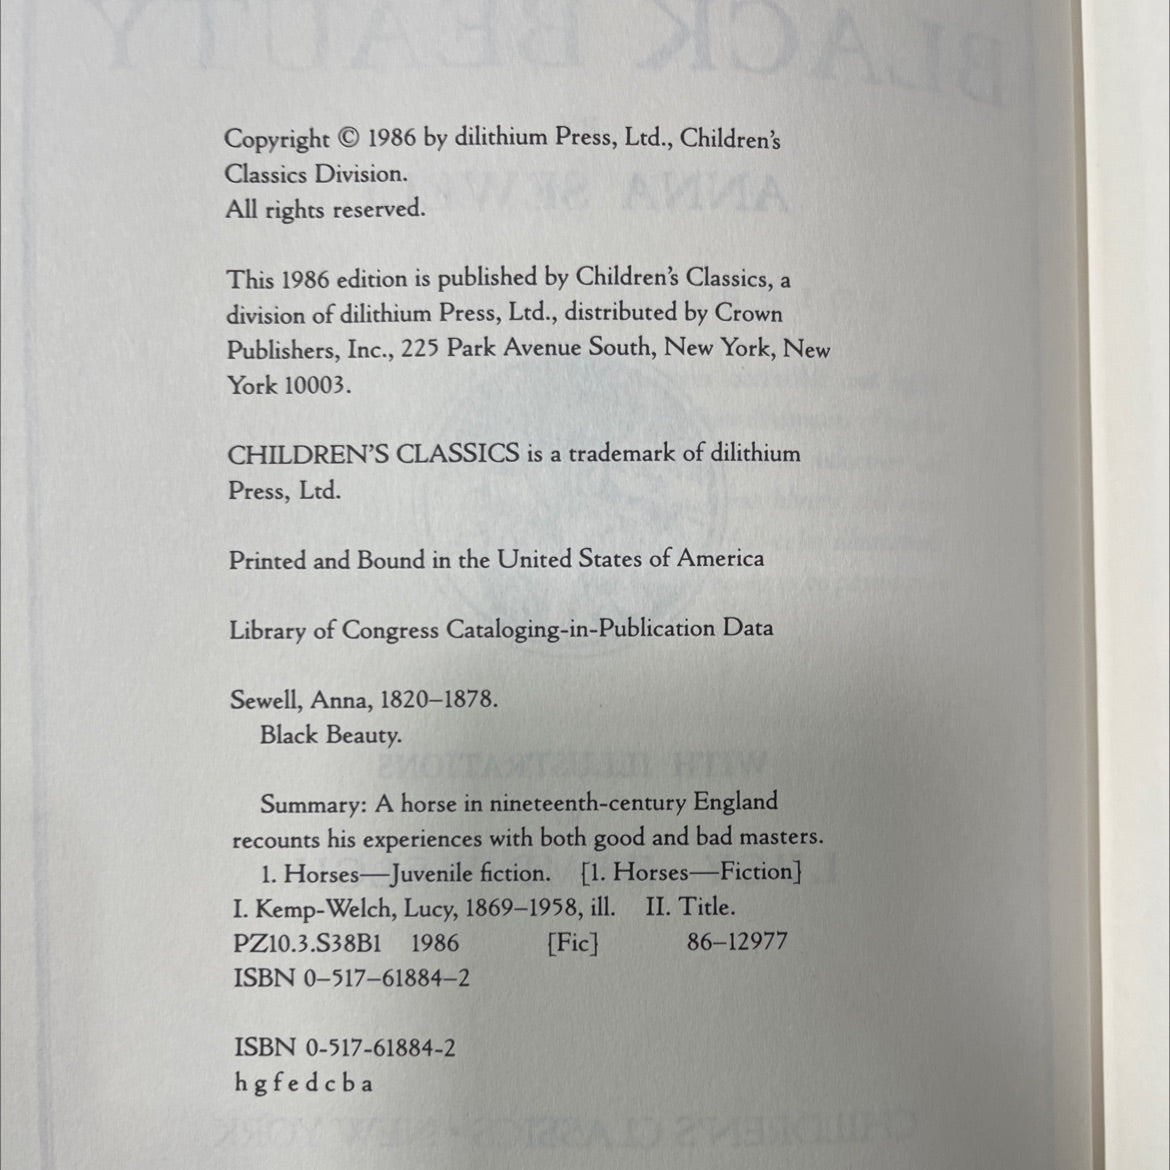 Copyright © 1986 by dilithium Press, Ltd., Children's
Classics Division.
All rights reserved.
This 1986 edition is published by Children's Classics, a
division of dilithium Press, Ltd., distributed by Crown
Publishers, Inc., 225 Park Avenue South, New York, New
York 10003.
CHILDREN'S CLASSICS is a trademark of dilithium
Press, Ltd.
Printed and Bound in the United States of America
Library of Congress Cataloging-in-Publication Data
Sewell, Anna, 1820–1878.
Black Beauty.
Summary: A horse in nineteenth-century England
recounts his experiences with both good and bad masters.
1. Horses—Juvenile fiction. [1. Horses—Fiction]
I. Kemp-Welch, Lucy, 1869–1958, ill. II. Title.
PZ10.3.S38B1 1986 [Fic] 86–12977
ISBN 0–517–61884–2
ISBN 0-517-61884-2
h g f e d c b a